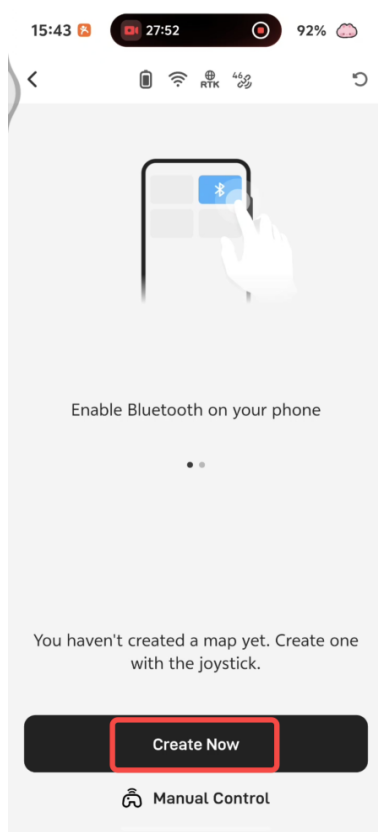 15:43 27:52 92%
RTK 46
Enable Bluetooth on your phone
You haven't created a map yet. Create one
with the joystick.
Create Now
Manual Control